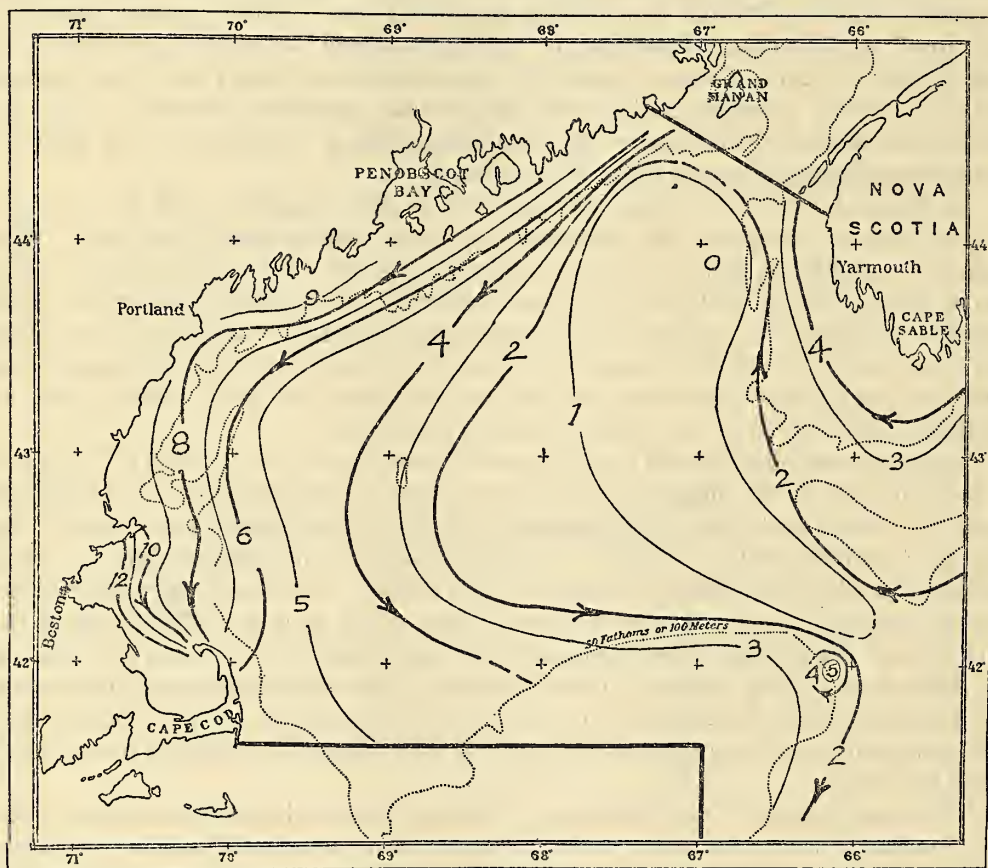 71° 70° 69° 68° 67° 66°
GRAND
MANAN
PENOBSCOT
BAY
NOVA
SCOTIA
44° 44°
0
Yarmouth
9
Portland
CAPE
SABLE
4 2 4
1
8
43° 43°
3
2
6
10
12
5
Boston
50 Fathoms or 100 Meters
3
42° 42°
4 5
CAPE COD
2
71° 70° 69° 68° 67° 66°